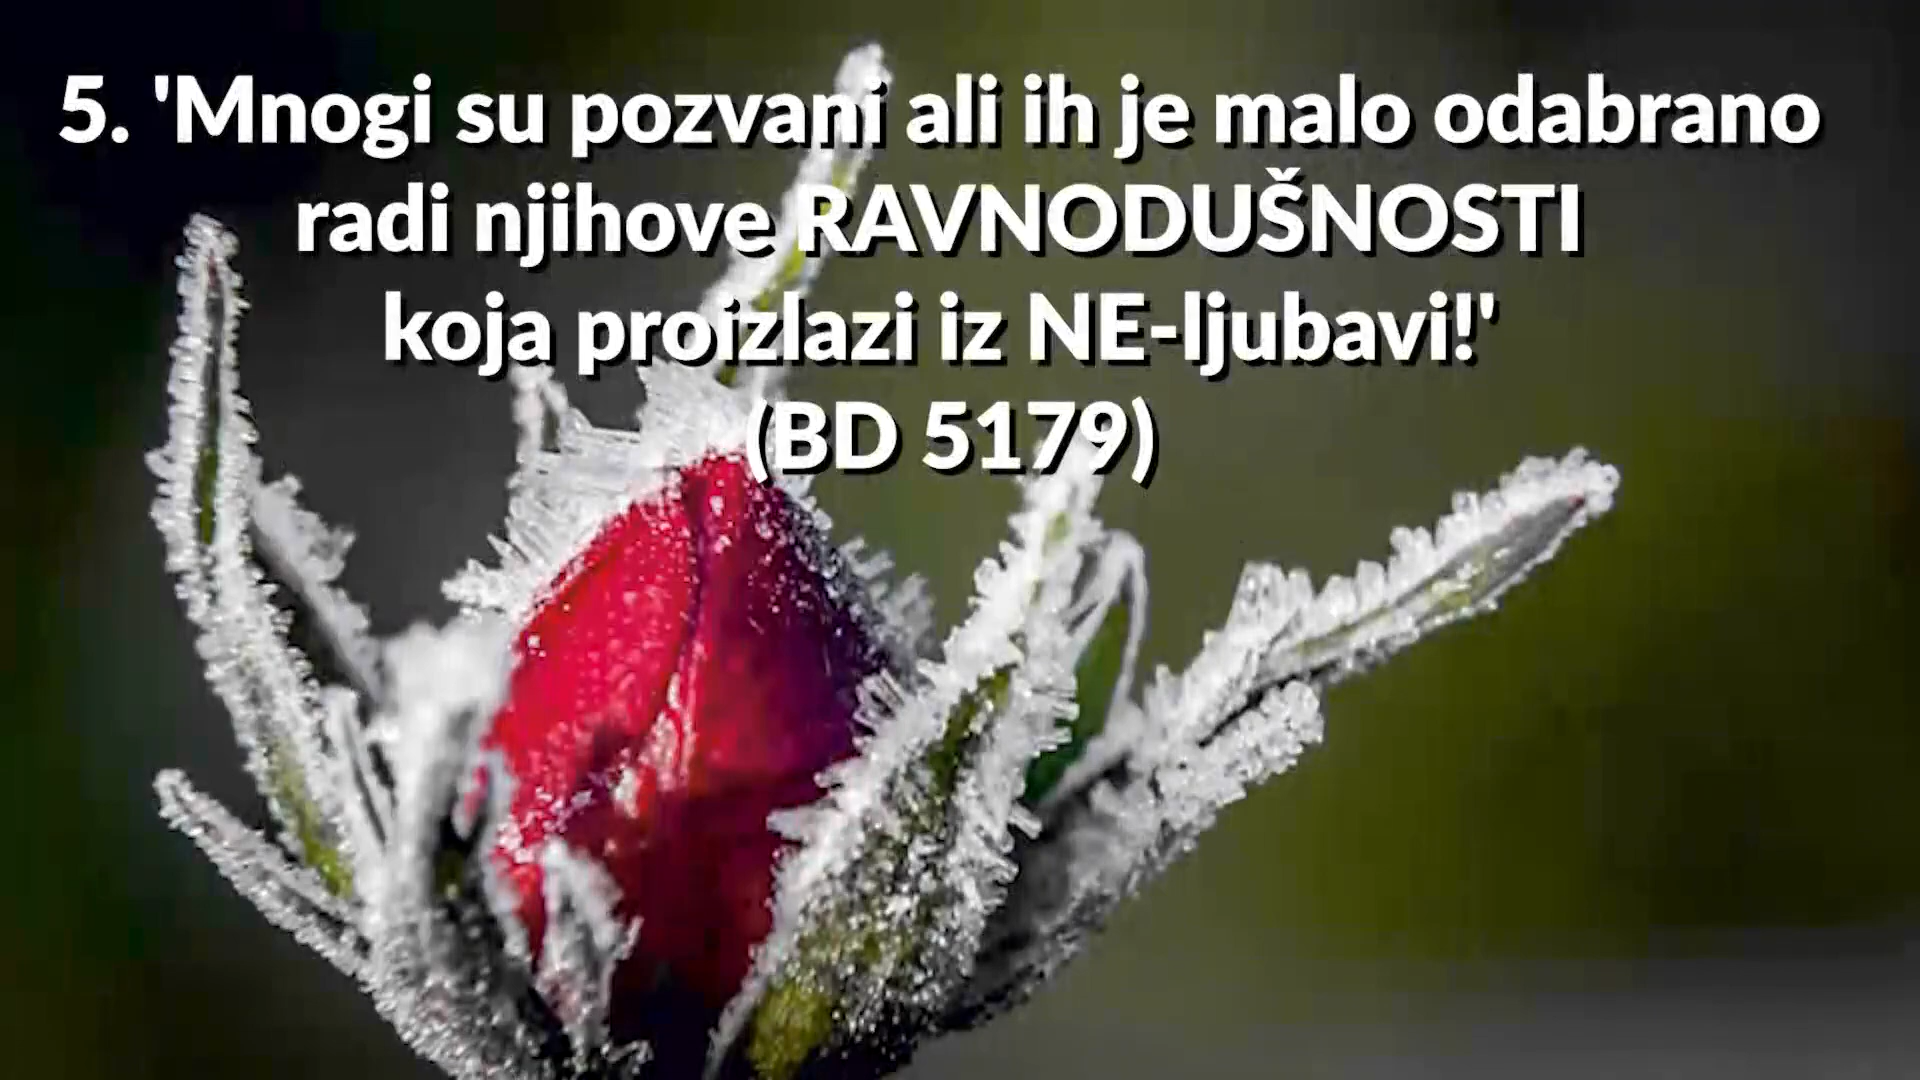 5. 'Mnogi su pozvani ali ih je malo odabrano
radi njihove RAVNODUŠNOSTI
koja proizlazi iz NE-ljubavi!'
(BD 5179)